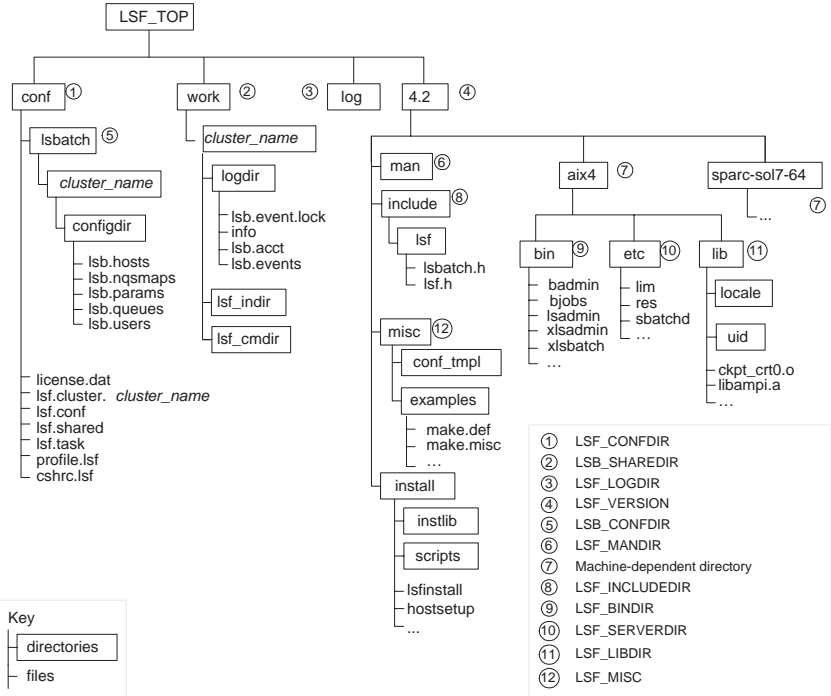 LSF_TOP
conf
①
work
②
③
log
4.2
④
lsbatch
⑤
cluster_name
configdir
lsb.hosts
lsb.nqsmaps
lsb.params
lsb.queues
lsb.users
license.dat
lsf.cluster. cluster_name
lsf.conf
lsf.shared
lsf.task
profile.lsf
cshrc.lsf
cluster_name
logdir
lsb.event.lock
info
lsb.acct
lsb.events
lsf_indir
lsf_cmdir
man
⑥
include
⑧
lsf
lsbatch.h
lsf.h
misc
⑫
conf_tmpl
examples
make.def
make.misc
...
install
instlib
scripts
lsfinstall
hostsetup
...
aix4
⑦
sparc-sol7-64
⑦
...
bin
⑨
badmin
bjobs
lsadmin
xlsadmin
xlsbatch
...
etc
⑩
lim
res
sbatchd
...
lib
⑪
locale
uid
ckpt_crt0.o
libampi.a
...
① LSF_CONFDIR
② LSB_SHAREDIR
③ LSF_LOGDIR
④ LSF_VERSION
⑤ LSB_CONFDIR
⑥ LSF_MANDIR
⑦ Machine-dependent directory
⑧ LSF_INCLUDEDIR
⑨ LSF_BINDIR
⑩ LSF_SERVERDIR
⑪ LSF_LIBDIR
⑫ LSF_MISC
Key
directories
files